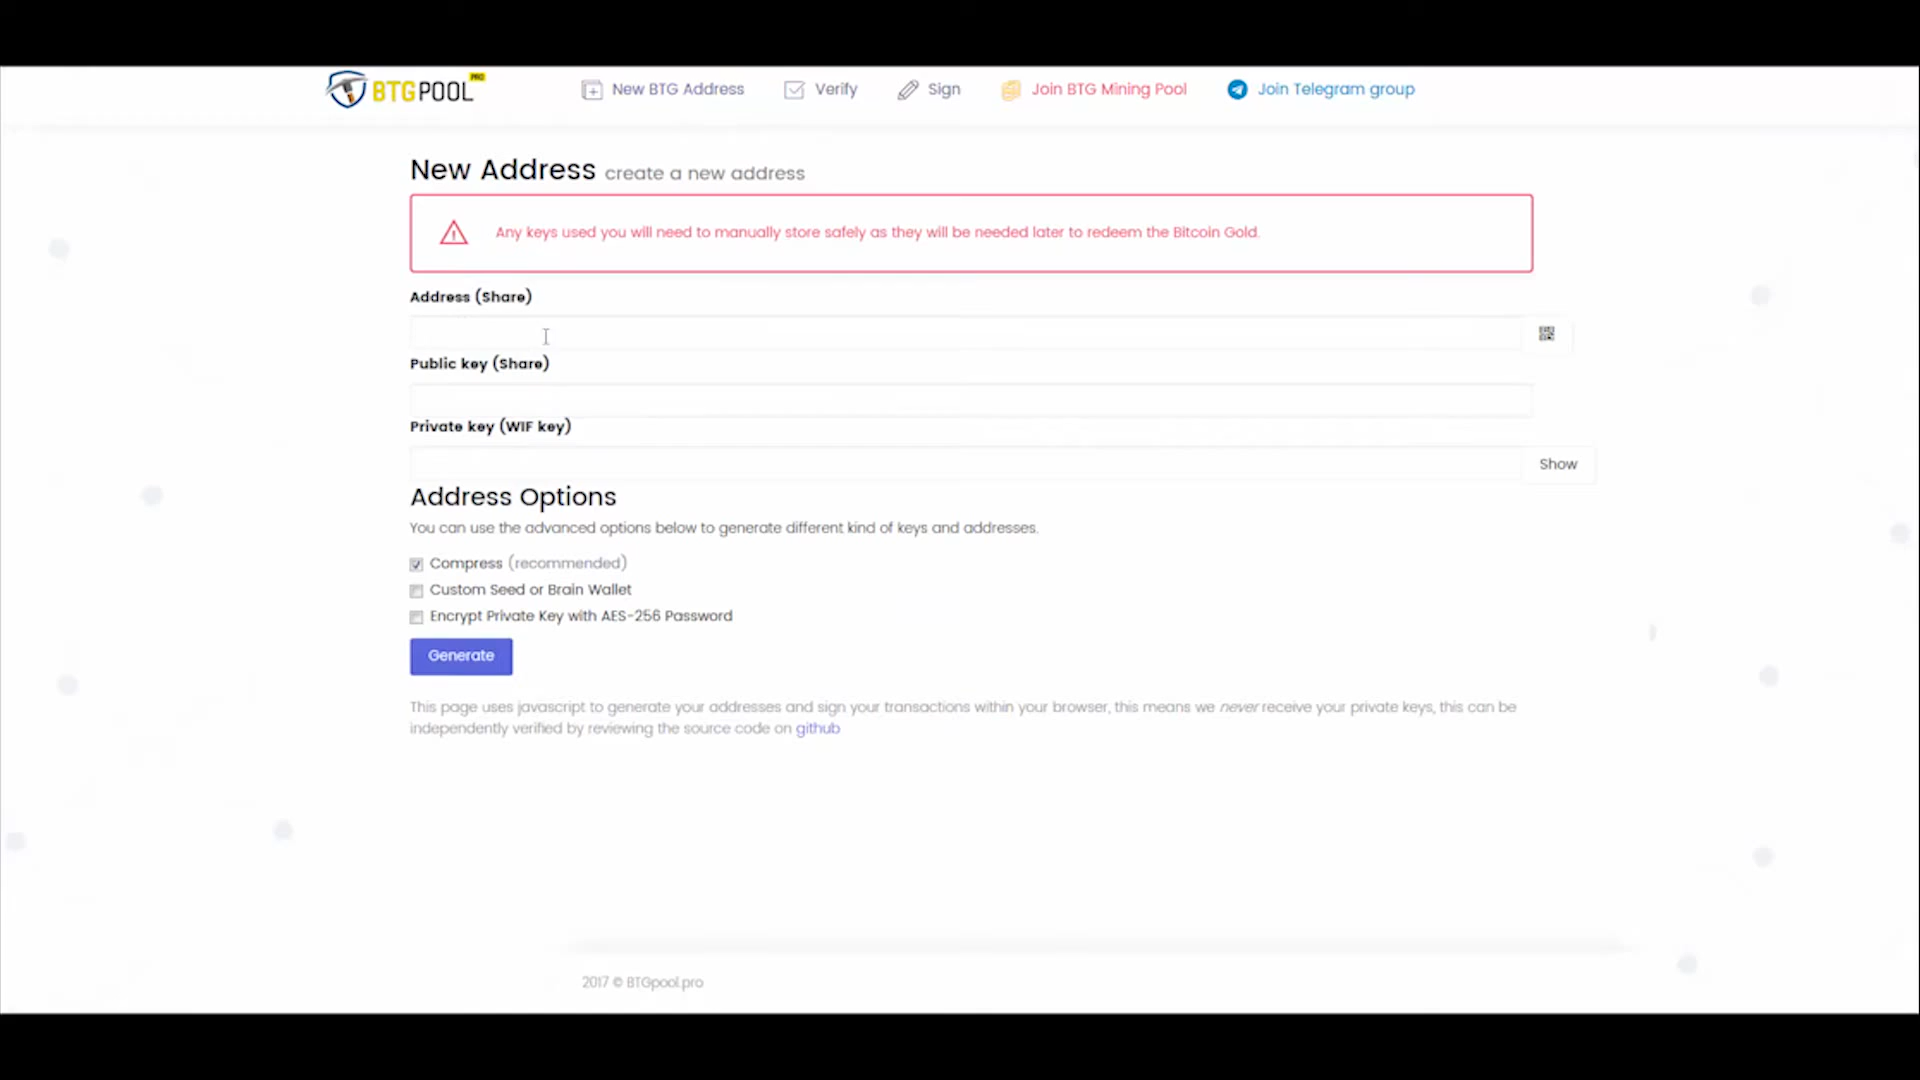 BTGPOOL PRO
New BTG Address
Verify
Sign
Join BTG Mining Pool
Join Telegram group
New Address create a new address
Any keys used you will need to manually store safely as they will be needed later to redeem the Bitcoin Gold.
Address (Share)
Public key (Share)
Private key (WIF key)
Show
Address Options
You can use the advanced options below to generate different kind of keys and addresses.
Compress (recommended)
Custom Seed or Brain Wallet
Encrypt Private Key with AES-256 Password
Generate
This page uses javascript to generate your addresses and sign your transactions within your browser, this means we never receive your private keys, this can be
independently verified by reviewing the source code on github
2017 © BTGpool.pro